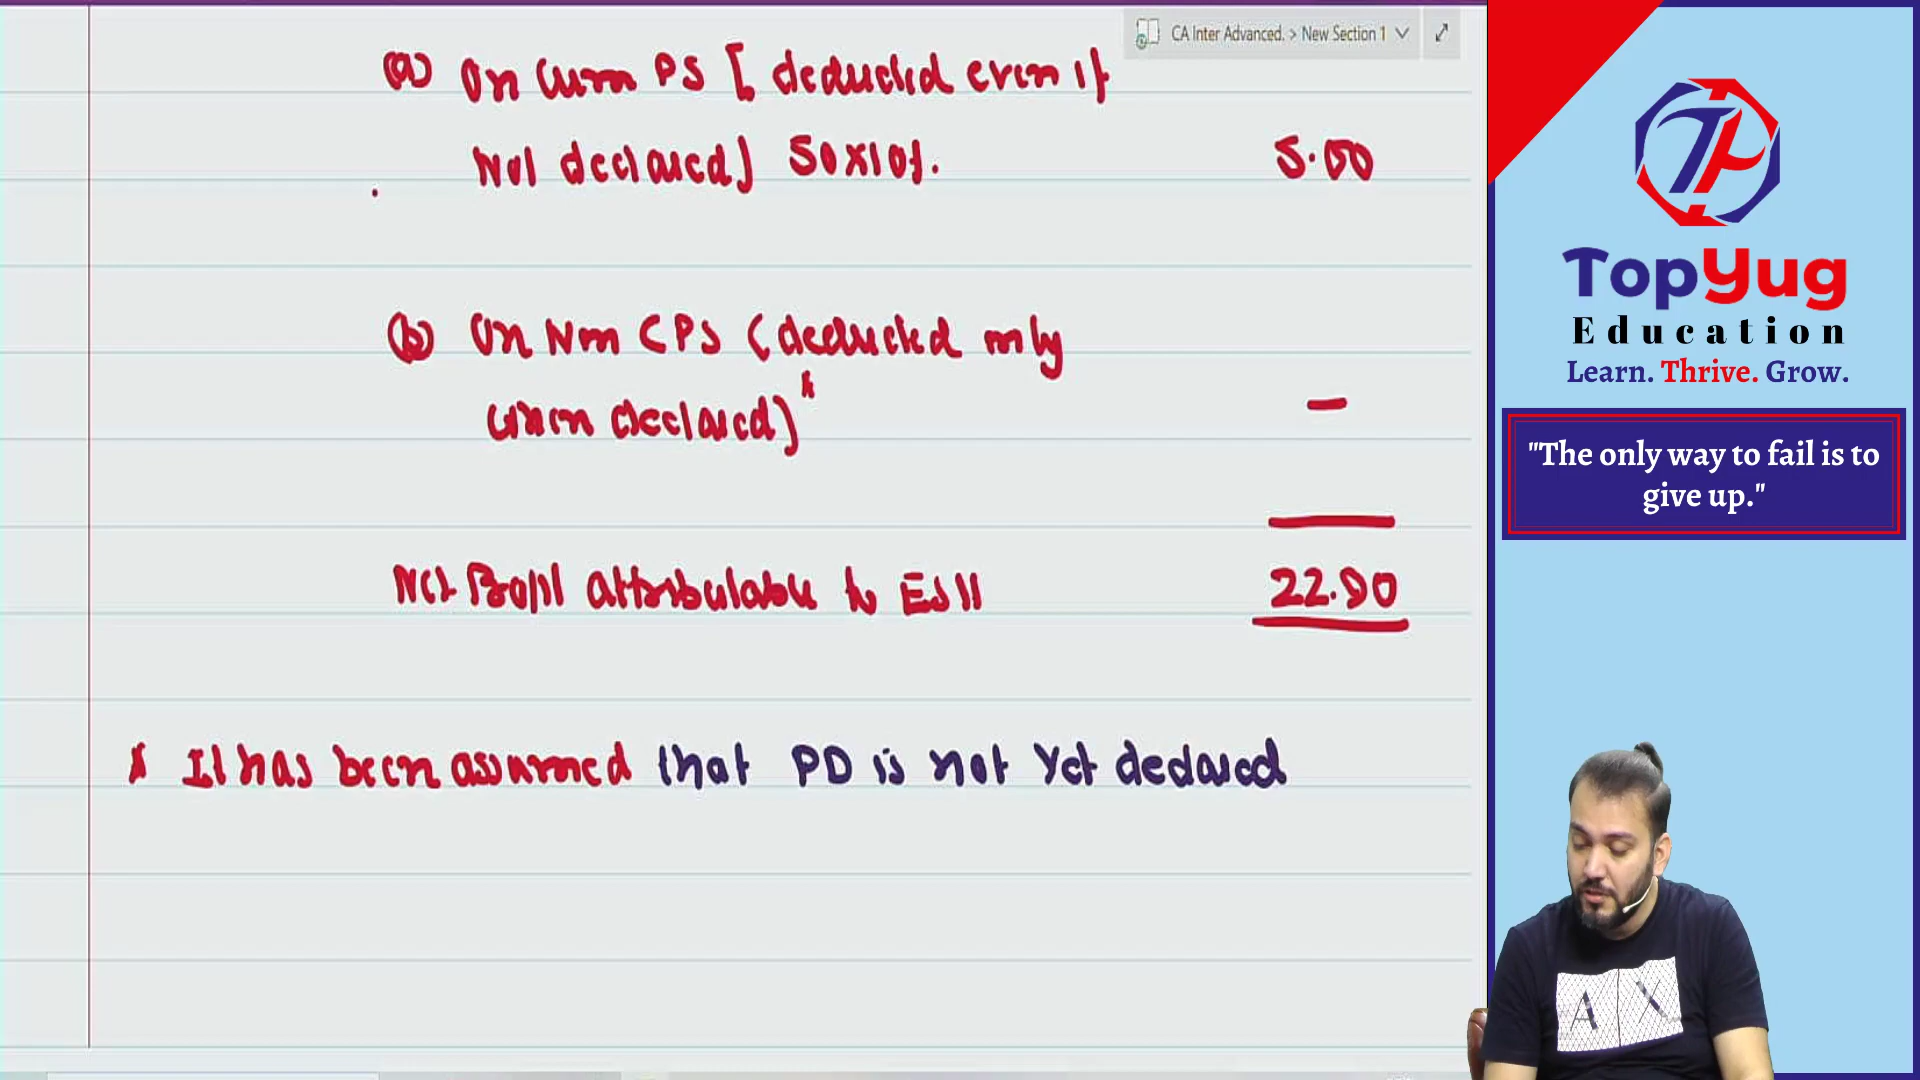 CA Inter Advanced. > New Section 1
(a) On Cum PS [ deducted even if
Not declared] 50x10%.
5.00
(b) On Non CPS (deducted only
when declared]*
-
Net Profit attributable to ESH
22.90
* It has been assumed that PD is not yet declared
TopYug
Education
Learn. Thrive. Grow.
"The only way to fail is to
give up."
A X